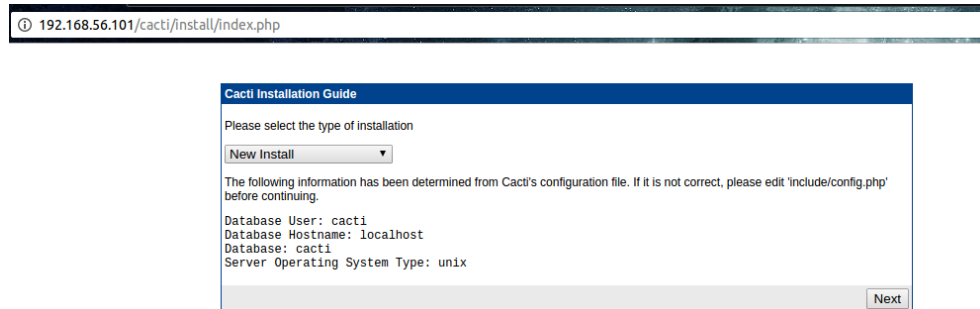 192.168.56.101/cacti/install/index.php
Cacti Installation Guide
Please select the type of installation
New Install
The following information has been determined from Cacti's configuration file. If it is not correct, please edit 'include/config.php'
before continuing.
Database User: cacti
Database Hostname: localhost
Database: cacti
Server Operating System Type: unix
Next